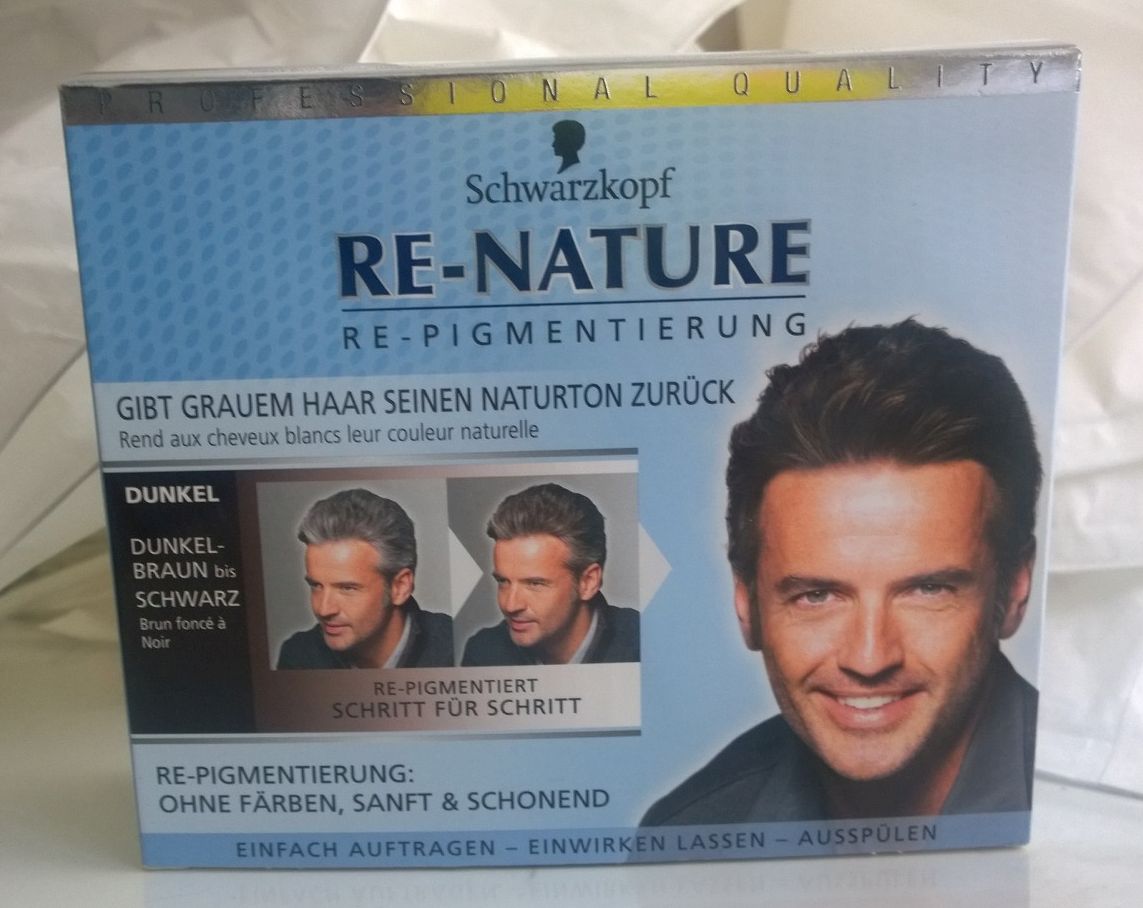 PROFESSIONAL QUALITY
Schwarzkopf
RE-NATURE
RE-PIGMENTIERUNG
GIBT GRAUEM HAAR SEINEN NATURTON ZURÜCK
Rend aux cheveux blancs leur couleur naturelle
DUNKEL
DUNKEL-
BRAUN bis
SCHWARZ
Brun foncé à
Noir
RE-PIGMENTIERT
SCHRITT FÜR SCHRITT
RE-PIGMENTIERUNG:
OHNE FÄRBEN, SANFT & SCHONEND
EINFACH AUFTRAGEN – EINWIRKEN LASSEN – AUSSPÜLEN